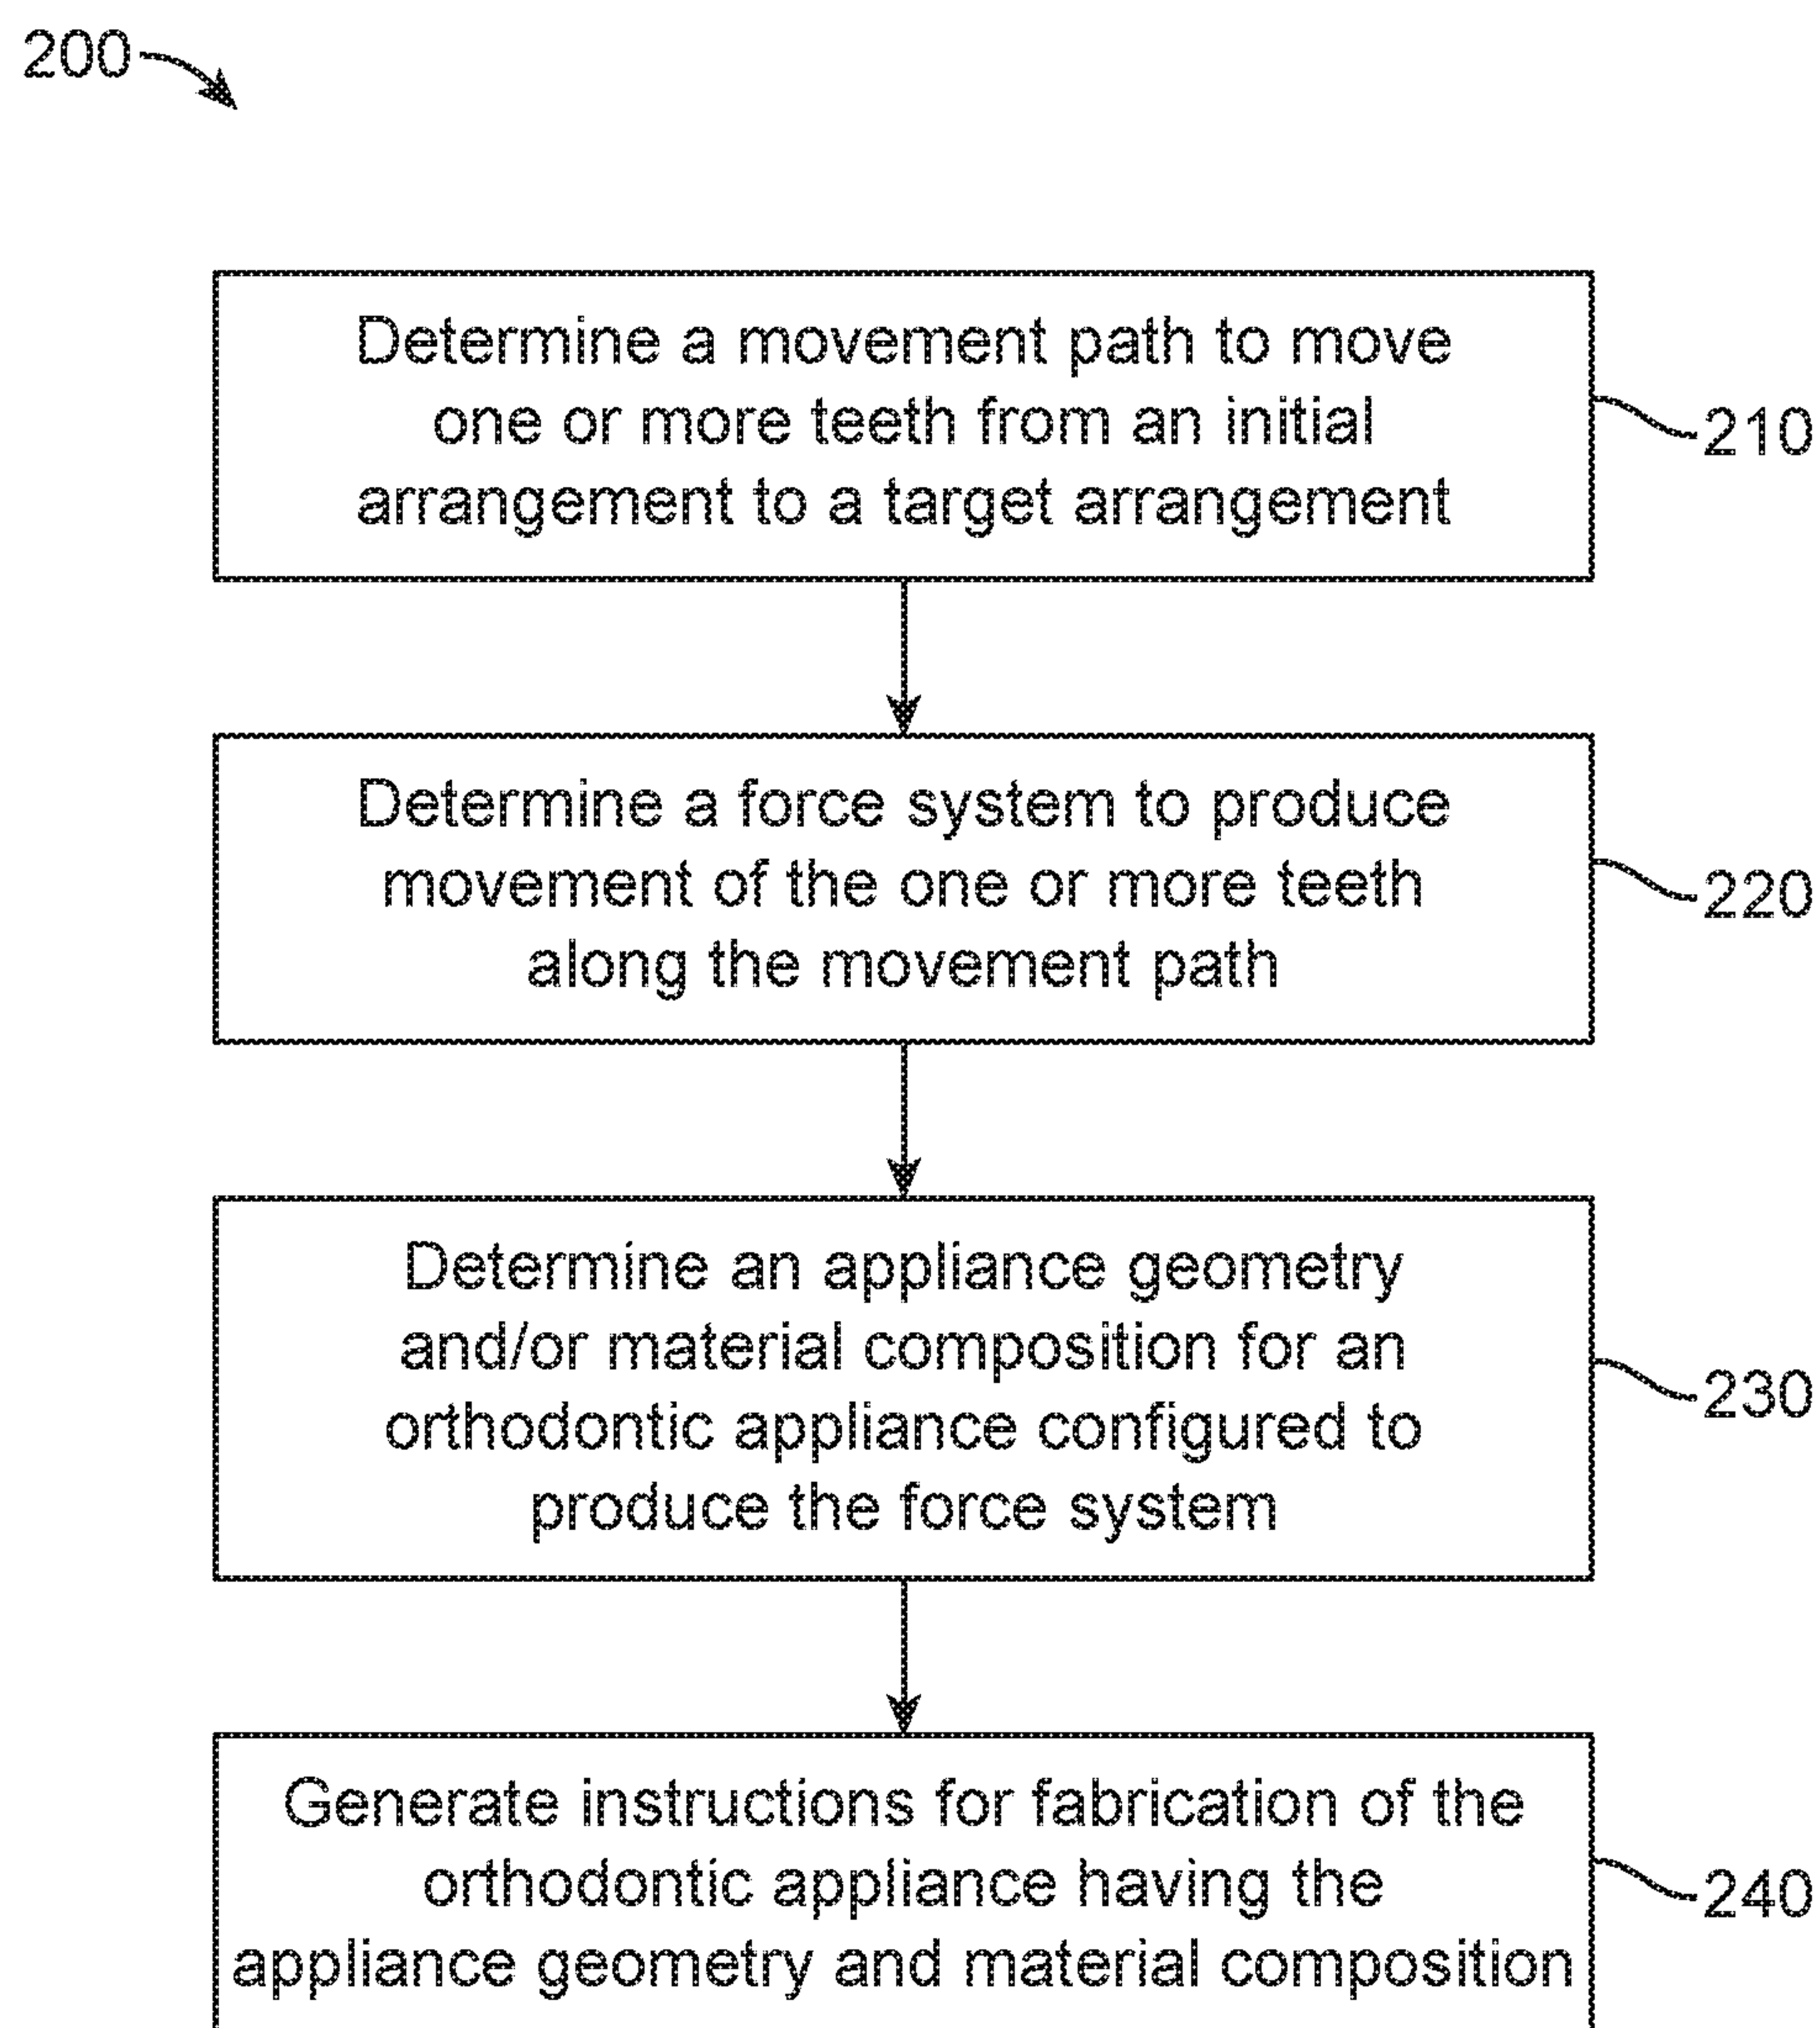 200
Determine a movement path to move
one or more teeth from an initial
arrangement to a target arrangement
210
Determine a force system to produce
movement of the one or more teeth
along the movement path
220
Determine an appliance geometry
and/or material composition for an
orthodontic appliance configured to
produce the force system
230
Generate instructions for fabrication of the
orthodontic appliance having the
appliance geometry and material composition
240